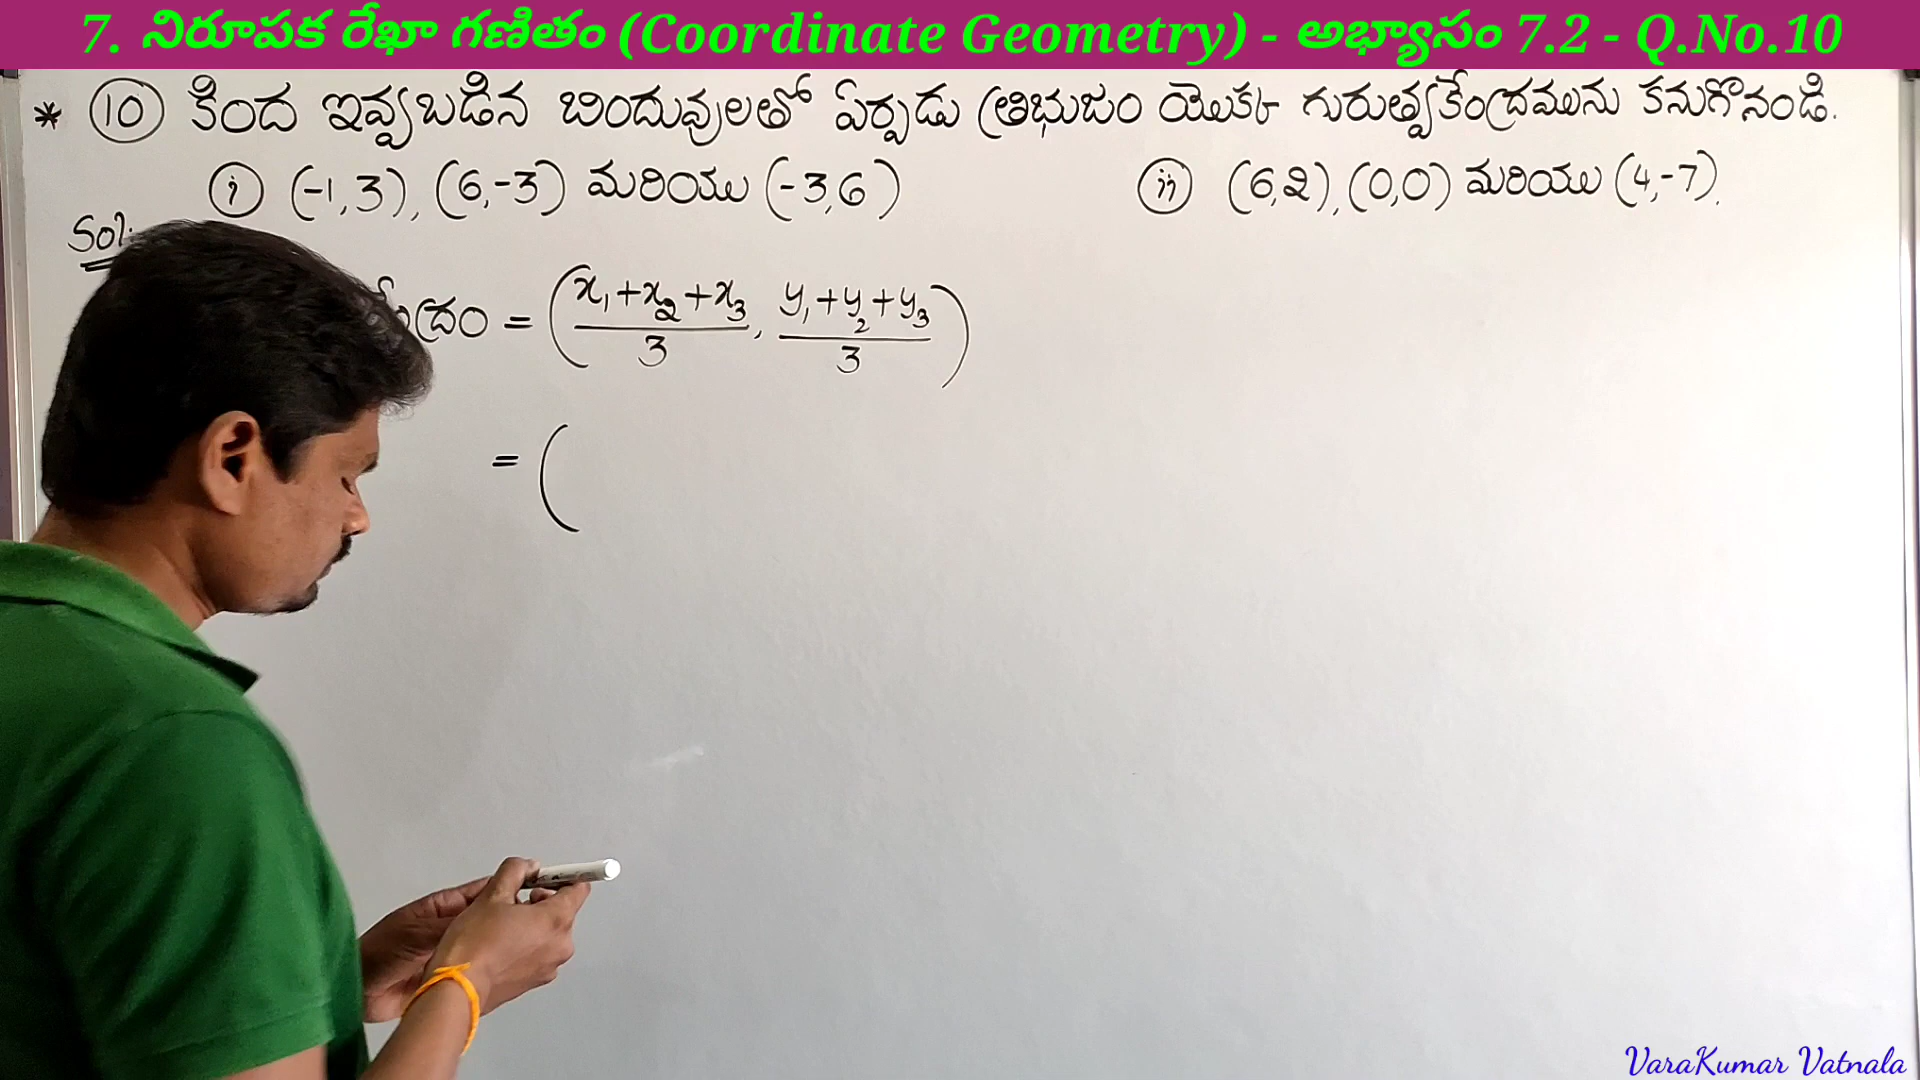 7. నిరూపక రేఖా గణితం (Coordinate Geometry) - అభ్యాసం 7.2 - Q.No.10
* 10 కింద ఇవ్వబడిన బిందువులతో ఏర్పడు త్రిభుజం యొక్క గురుత్వకేంద్రమును కనుగొనండి.
i (-1,3), (6,-3) మరియు (-3,6) ii (6,2), (0,0) మరియు (4,-7).
Sol:
= (x₁+x₂+x₃/3, y₁+y₂+y₃/3)
= (
VaraKumar Vatnala